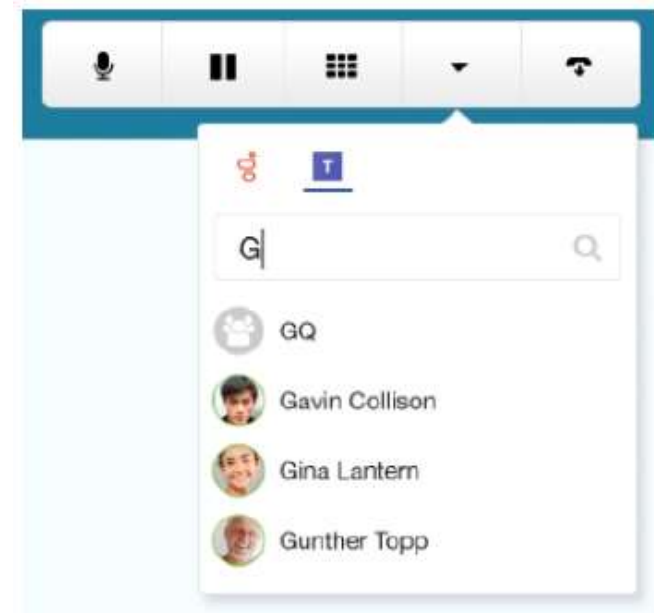 T
G
GQ
Gavin Collison
Gina Lantern
Gunther Topp